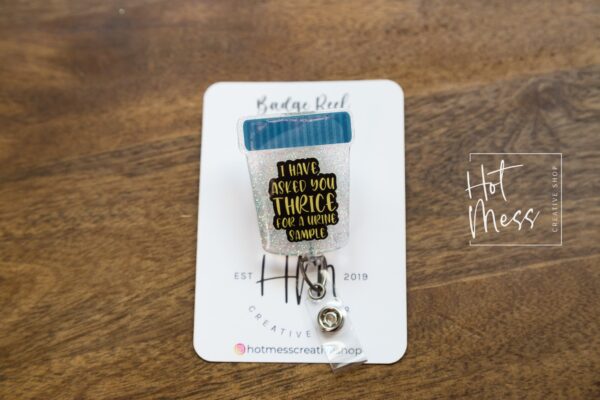 Badge Reel
I HAVE
ASKED YOU
THRICE
FOR A URINE
SAMPLE
EST 2019
CREATIVE
hotmesscreativeshop
Hot
Mess
CREATIVE SHOP